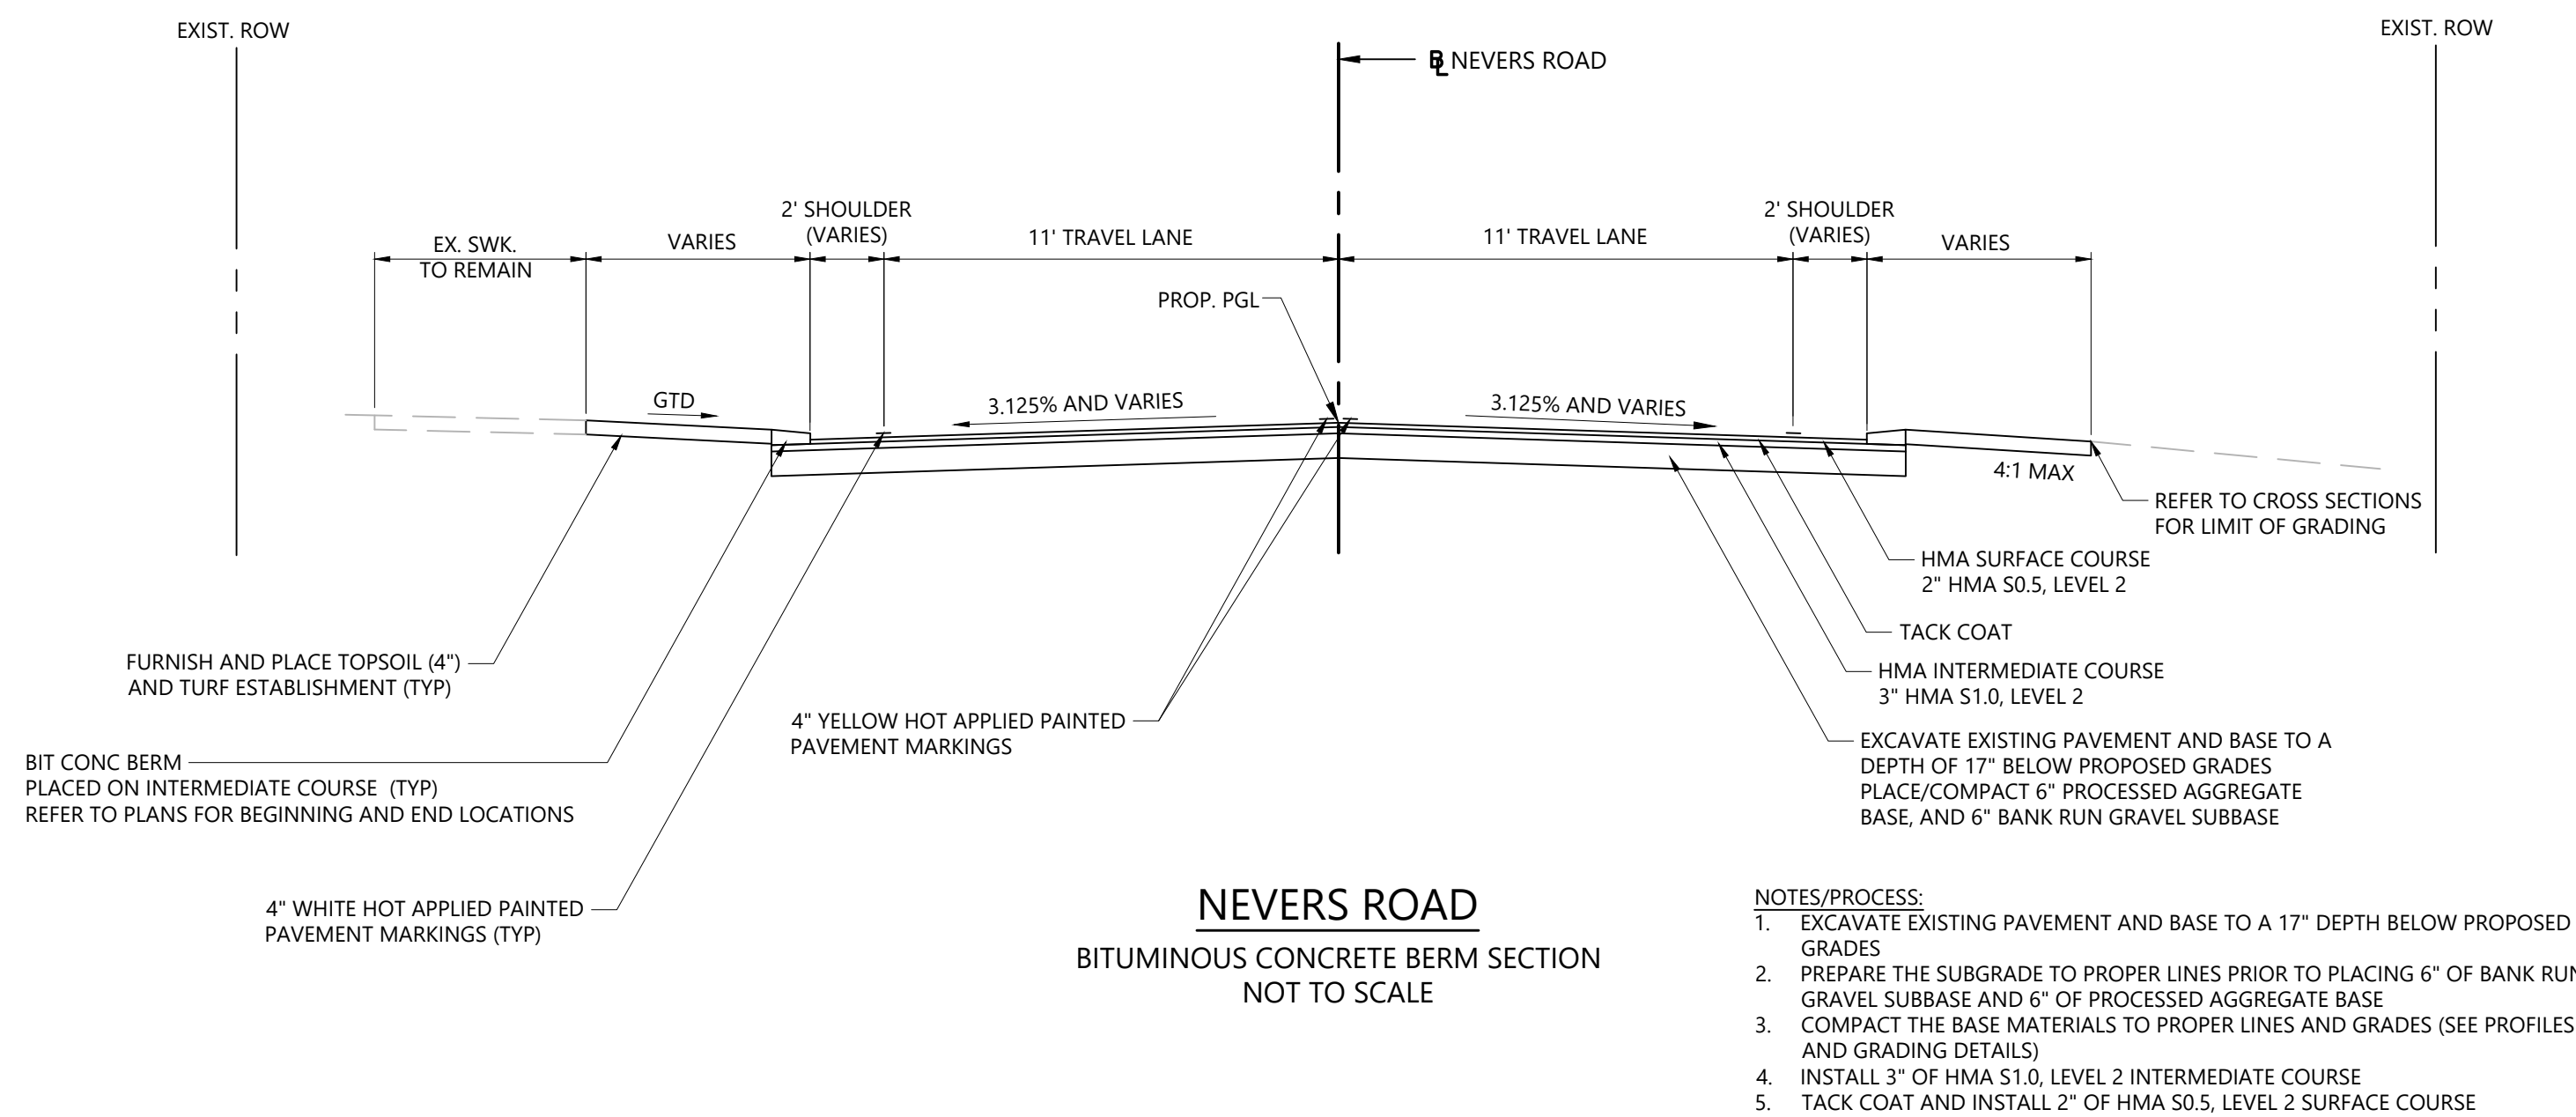 EXIST. ROW
EXIST. ROW
BL NEVERS ROAD
EX. SWK.
TO REMAIN
VARIES
2' SHOULDER
(VARIES)
11' TRAVEL LANE
11' TRAVEL LANE
2' SHOULDER
(VARIES)
VARIES
PROP. PGL
GTD
3.125% AND VARIES
3.125% AND VARIES
4:1 MAX
REFER TO CROSS SECTIONS
FOR LIMIT OF GRADING
HMA SURFACE COURSE
2" HMA S0.5, LEVEL 2
TACK COAT
HMA INTERMEDIATE COURSE
3" HMA S1.0, LEVEL 2
EXCAVATE EXISTING PAVEMENT AND BASE TO A
DEPTH OF 17" BELOW PROPOSED GRADES
PLACE/COMPACT 6" PROCESSED AGGREGATE
BASE, AND 6" BANK RUN GRAVEL SUBBASE
FURNISH AND PLACE TOPSOIL (4")
AND TURF ESTABLISHMENT (TYP)
4" YELLOW HOT APPLIED PAINTED
PAVEMENT MARKINGS
BIT CONC BERM
PLACED ON INTERMEDIATE COURSE (TYP)
REFER TO PLANS FOR BEGINNING AND END LOCATIONS
4" WHITE HOT APPLIED PAINTED
PAVEMENT MARKINGS (TYP)
NEVERS ROAD
BITUMINOUS CONCRETE BERM SECTION
NOT TO SCALE
NOTES/PROCESS:
1. EXCAVATE EXISTING PAVEMENT AND BASE TO A 17" DEPTH BELOW PROPOSED
GRADES
2. PREPARE THE SUBGRADE TO PROPER LINES PRIOR TO PLACING 6" OF BANK RUN
GRAVEL SUBBASE AND 6" OF PROCESSED AGGREGATE BASE
3. COMPACT THE BASE MATERIALS TO PROPER LINES AND GRADES (SEE PROFILES
AND GRADING DETAILS)
4. INSTALL 3" OF HMA S1.0, LEVEL 2 INTERMEDIATE COURSE
5. TACK COAT AND INSTALL 2" OF HMA S0.5, LEVEL 2 SURFACE COURSE